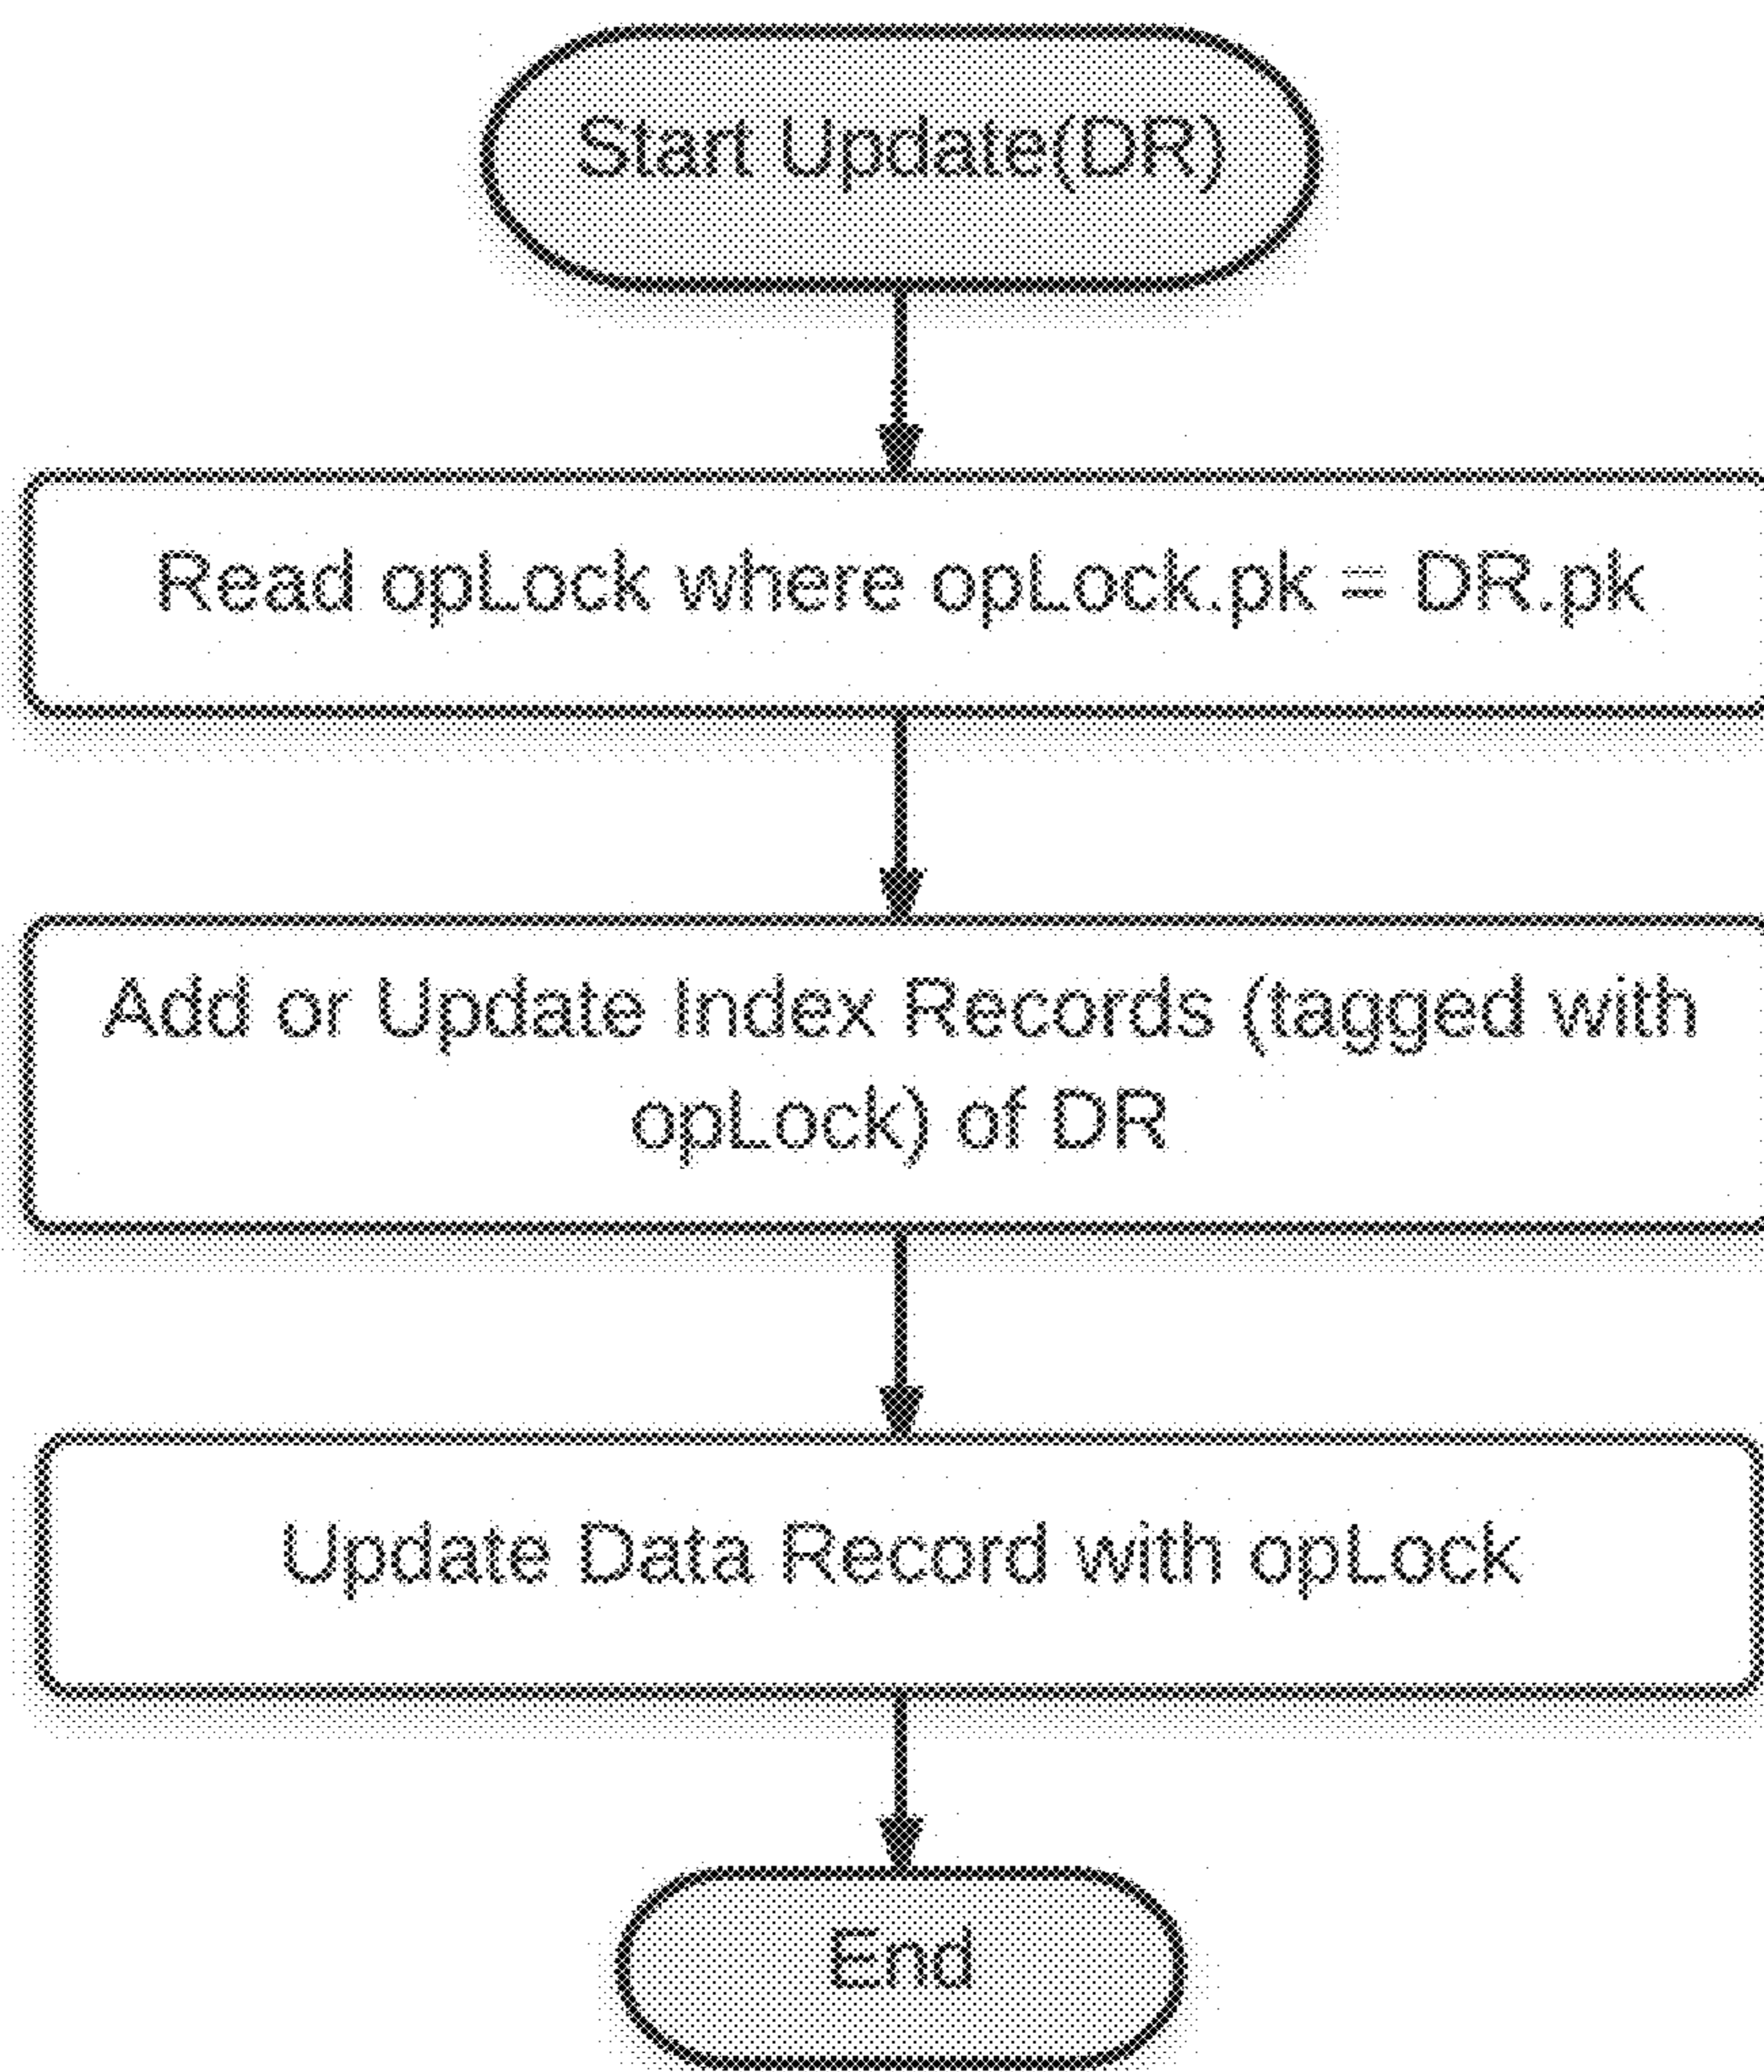 Start Update(DR)
Read opLock where opLock.pk = DR.pk
Add or Update Index Records (tagged with
opLock) of DR
Update Data Record with opLock
End